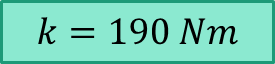 k = 190 Nm